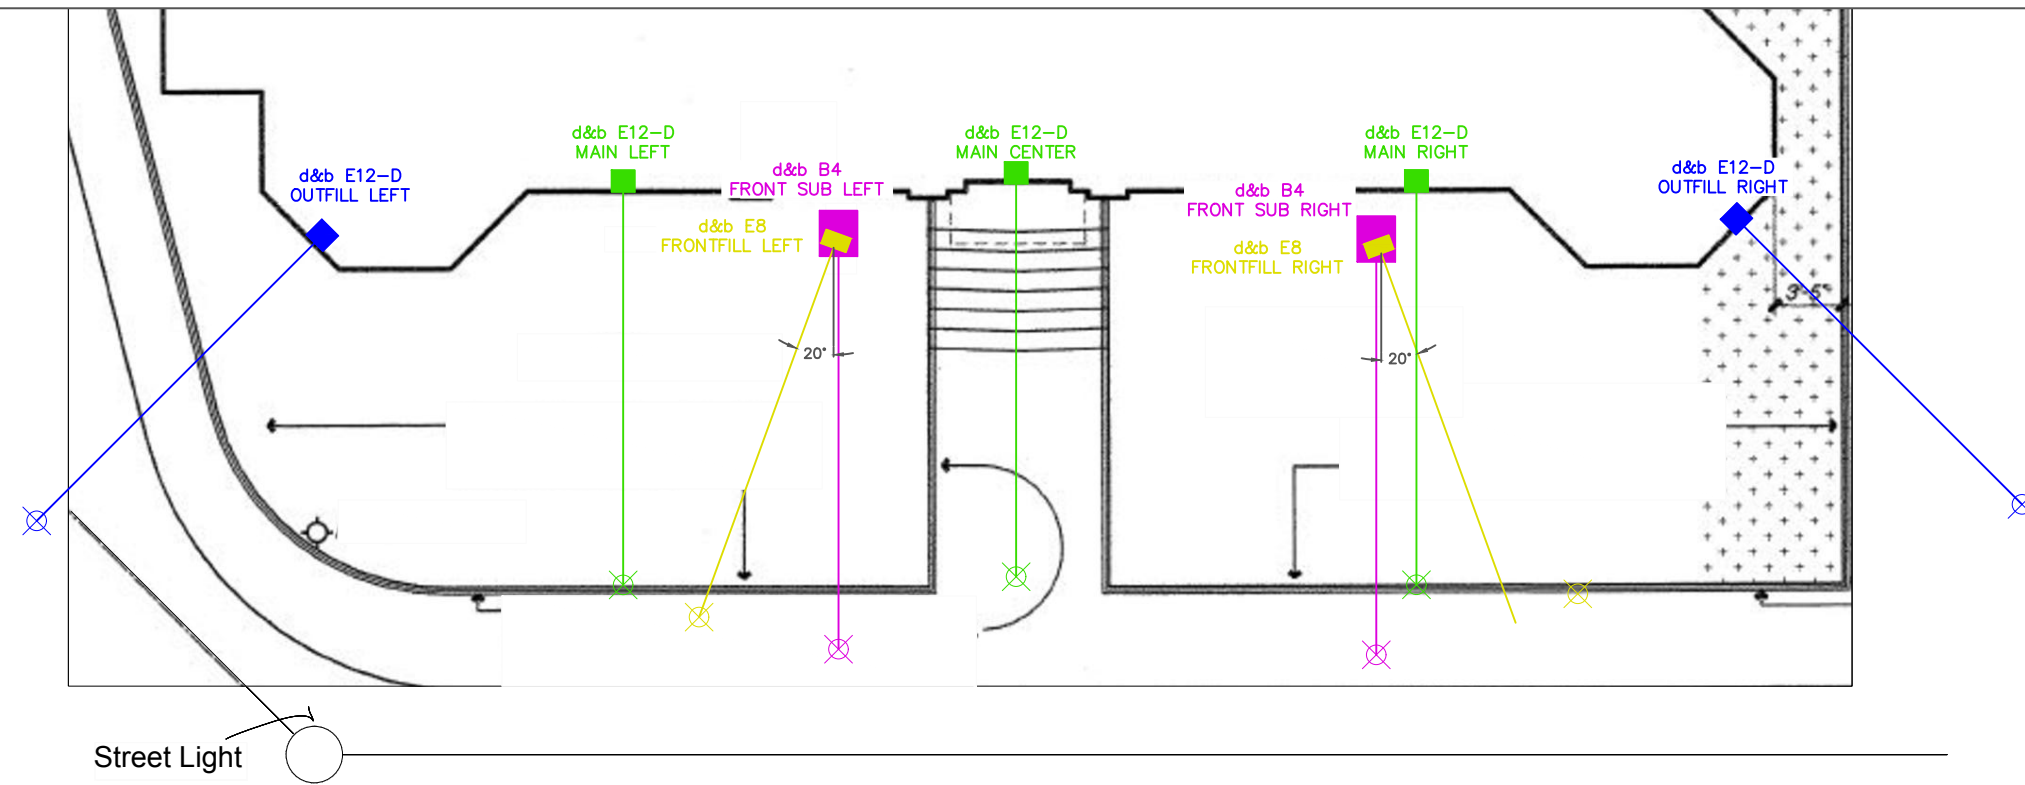 d&b E12-D
MAIN LEFT
d&b E12-D
MAIN CENTER
d&b E12-D
MAIN RIGHT
d&b E12-D
OUTFILL LEFT
d&b B4
FRONT SUB LEFT
d&b B4
FRONT SUB RIGHT
d&b E12-D
OUTFILL RIGHT
d&b E8
FRONTFILL LEFT
d&b E8
FRONTFILL RIGHT
3'-5"
20°
20°
Street Light